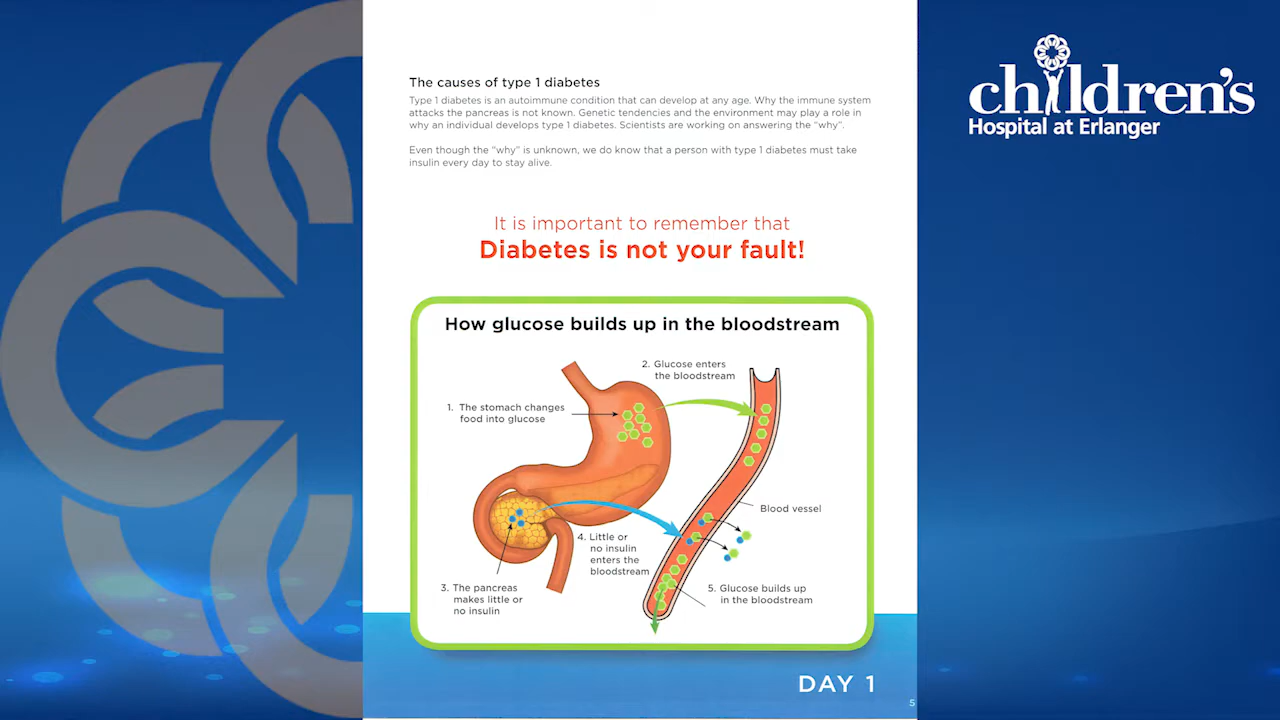 The causes of type 1 diabetes
Type 1 diabetes is an autoimmune condition that can develop at any age. Why the immune system
attacks the pancreas is not known. Genetic tendencies and the environment may play a role in
why an individual develops type 1 diabetes. Scientists are working on answering the “why”.
Even though the “why” is unknown, we do know that a person with type 1 diabetes must take
insulin every day to stay alive.
It is important to remember that
Diabetes is not your fault!
How glucose builds up in the bloodstream
2. Glucose enters
the bloodstream
1. The stomach changes
food into glucose
Blood vessel
4. Little or
no insulin
enters the
bloodstream
3. The pancreas
makes little or
no insulin
5. Glucose builds up
in the bloodstream
DAY 1
5
children's
Hospital at Erlanger